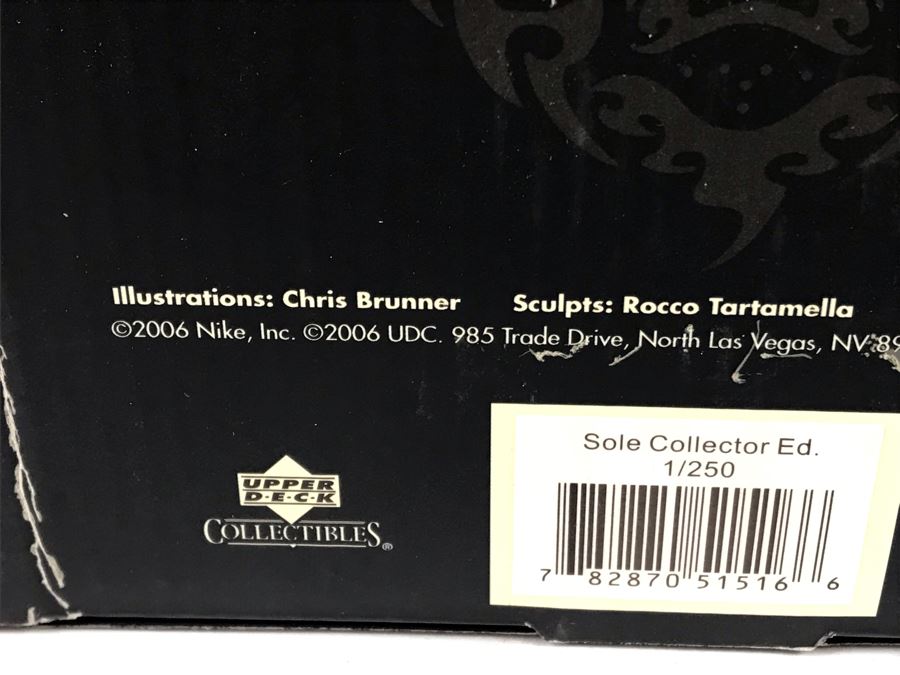 Illustrations: Chris Brunner Sculpts: Rocco Tartamella
©2006 Nike, Inc. ©2006 UDC. 985 Trade Drive, North Las Vegas, NV 89
UPPER
D·E·C·K
COLLECTIBLES®
Sole Collector Ed.
1/250
7 82870 51516 6